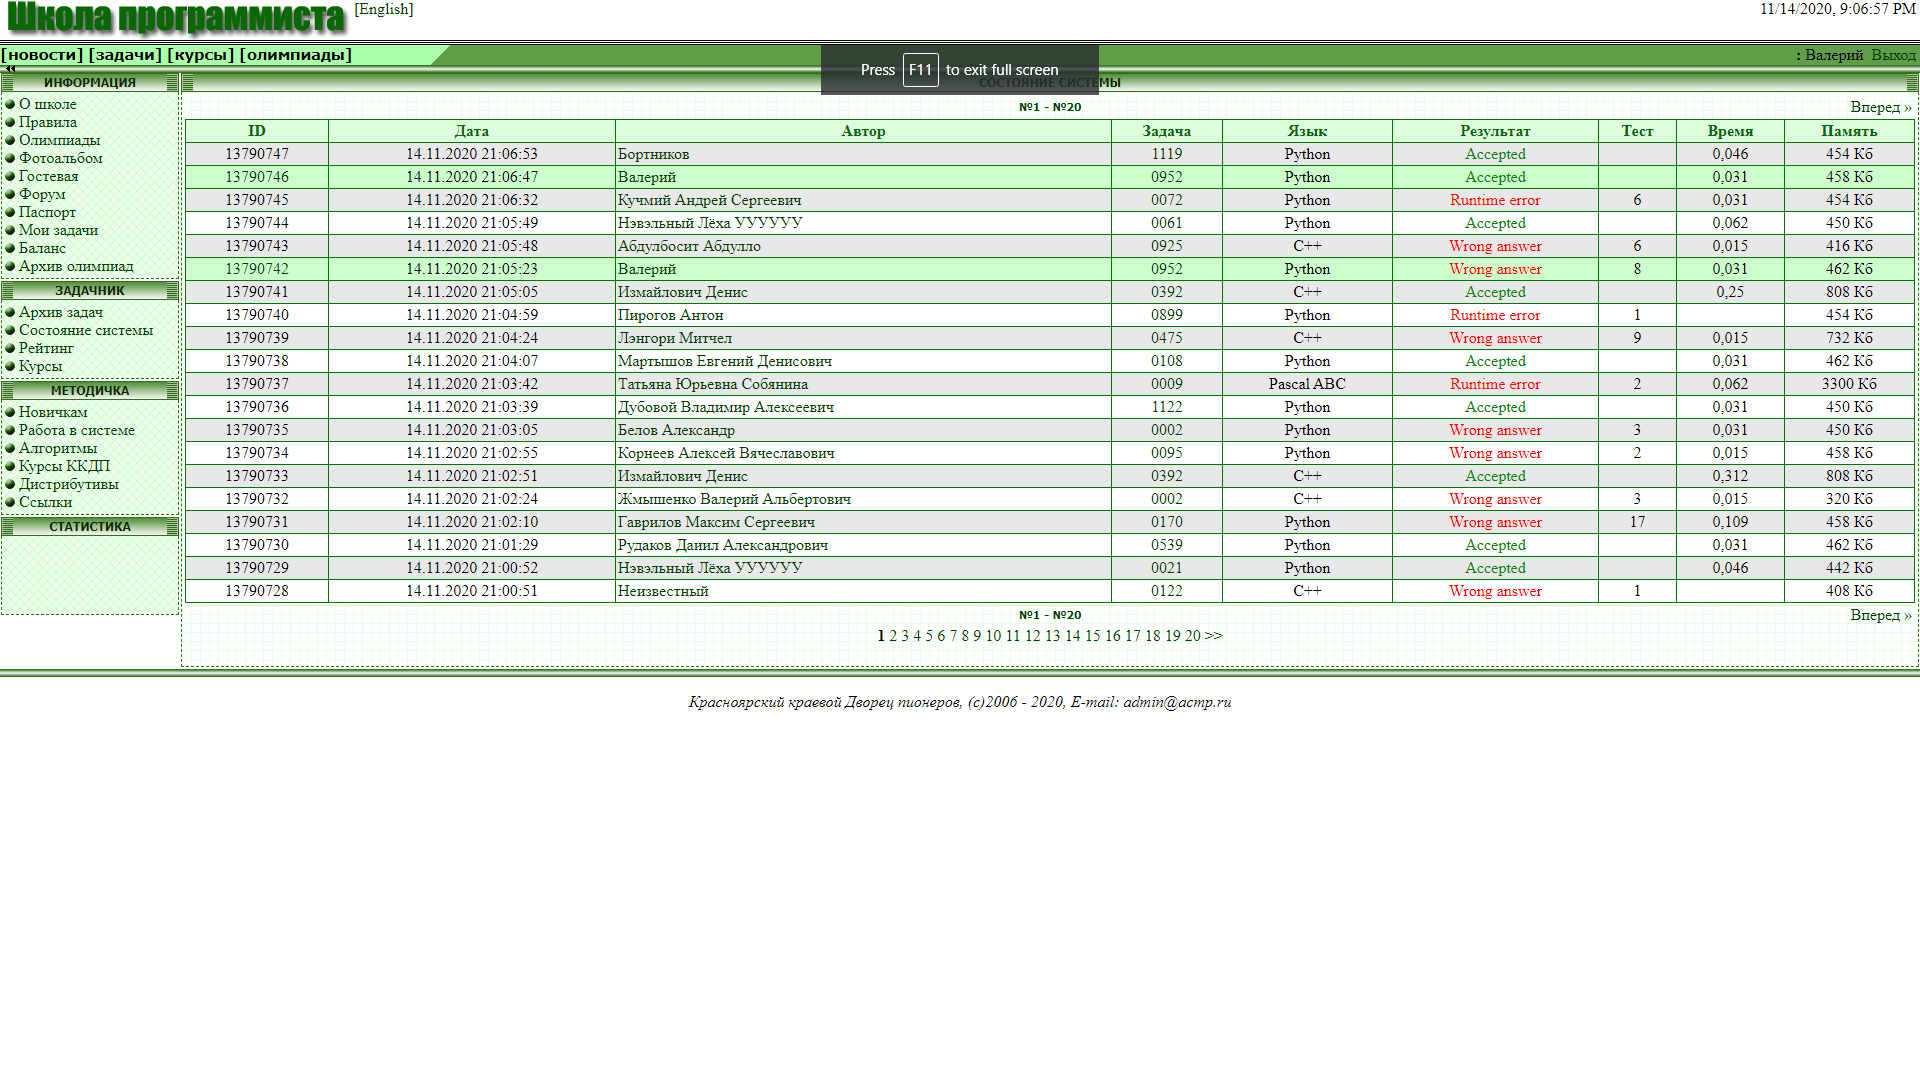 Школа программиста [English] 11/14/2020, 9:06:57 PM
[новости] [задачи] [курсы] [олимпиады] : Валерий Выход
Press F11 to exit full screen
ИНФОРМАЦИЯ
О школе
Правила
Олимпиады
Фотоальбом
Гостевая
Форум
Паспорт
Мои задачи
Баланс
Архив олимпиад
ЗАДАЧНИК
Архив задач
Состояние системы
Рейтинг
Курсы
МЕТОДИЧКА
Новичкам
Работа в системе
Алгоритмы
Курсы ККДП
Дистрибутивы
Ссылки
СТАТИСТИКА
СОСТОЯНИЕ СИСТЕМЫ
№1 - №20 Вперед »
ID Дата Автор Задача Язык Результат Тест Время Память
13790747 14.11.2020 21:06:53 Бортников 1119 Python Accepted 0,046 454 Кб
13790746 14.11.2020 21:06:47 Валерий 0952 Python Accepted 0,031 458 Кб
13790745 14.11.2020 21:06:32 Кучмий Андрей Сергеевич 0072 Python Runtime error 6 0,031 454 Кб
13790744 14.11.2020 21:05:49 Нэвэльный Лёха УУУУУУ 0061 Python Accepted 0,062 450 Кб
13790743 14.11.2020 21:05:48 Абдулбосит Абдулло 0925 C++ Wrong answer 6 0,015 416 Кб
13790742 14.11.2020 21:05:23 Валерий 0952 Python Wrong answer 8 0,031 462 Кб
13790741 14.11.2020 21:05:05 Измайлович Денис 0392 C++ Accepted 0,25 808 Кб
13790740 14.11.2020 21:04:59 Пирогов Антон 0899 Python Runtime error 1 454 Кб
13790739 14.11.2020 21:04:24 Лэнгори Митчел 0475 C++ Wrong answer 9 0,015 732 Кб
13790738 14.11.2020 21:04:07 Мартышов Евгений Денисович 0108 Python Accepted 0,031 462 Кб
13790737 14.11.2020 21:03:42 Татьяна Юрьевна Собянина 0009 Pascal ABC Runtime error 2 0,062 3300 Кб
13790736 14.11.2020 21:03:39 Дубовой Владимир Алексеевич 1122 Python Accepted 0,031 450 Кб
13790735 14.11.2020 21:03:05 Белов Александр 0002 Python Wrong answer 3 0,031 450 Кб
13790734 14.11.2020 21:02:55 Корнеев Алексей Вячеславович 0095 Python Wrong answer 2 0,015 458 Кб
13790733 14.11.2020 21:02:51 Измайлович Денис 0392 C++ Accepted 0,312 808 Кб
13790732 14.11.2020 21:02:24 Жмышенко Валерий Альбертович 0002 C++ Wrong answer 3 0,015 320 Кб
13790731 14.11.2020 21:02:10 Гаврилов Максим Сергеевич 0170 Python Wrong answer 17 0,109 458 Кб
13790730 14.11.2020 21:01:29 Рудаков Даиил Александрович 0539 Python Accepted 0,031 462 Кб
13790729 14.11.2020 21:00:52 Нэвэльный Лёха УУУУУУ 0021 Python Accepted 0,046 442 Кб
13790728 14.11.2020 21:00:51 Неизвестный 0122 C++ Wrong answer 1 408 Кб
№1 - №20 Вперед »
1 2 3 4 5 6 7 8 9 10 11 12 13 14 15 16 17 18 19 20 >>
Красноярский краевой Дворец пионеров, (c)2006 - 2020, E-mail: admin@acmp.ru